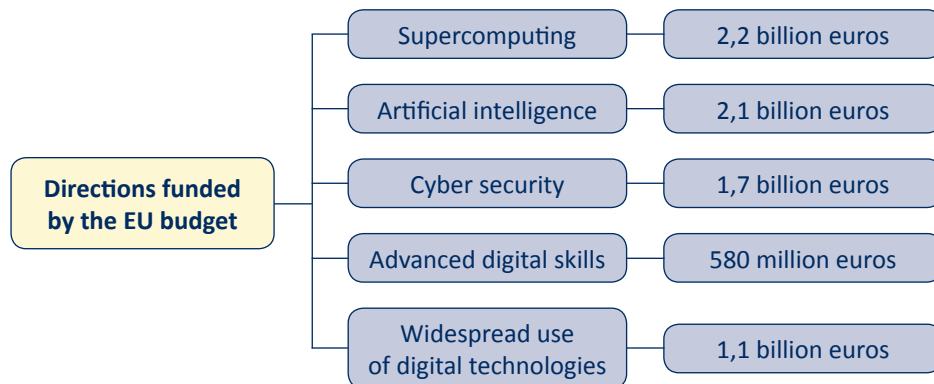 Supercomputing
2,2 billion euros
Artificial intelligence
2,1 billion euros
Directions funded
by the EU budget
Cyber security
1,7 billion euros
Advanced digital skills
580 million euros
Widespread use
of digital technologies
1,1 billion euros